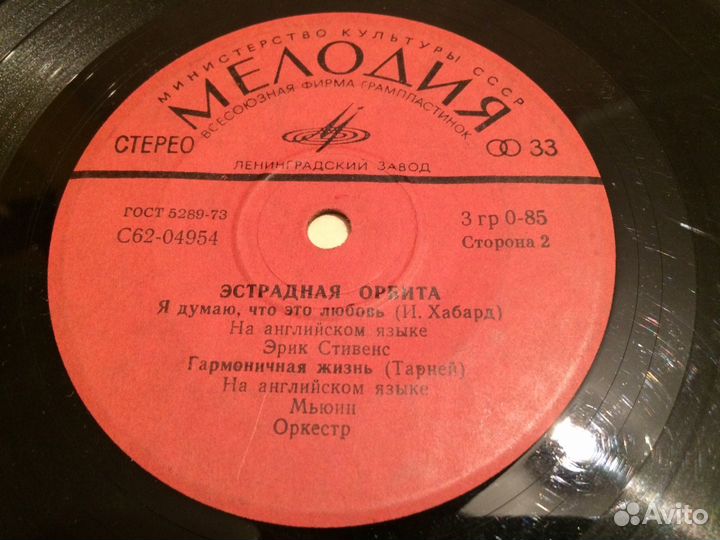 МИНИСТЕРСТВО КУЛЬТУРЫ СССР
МЕЛОДИЯ
ВСЕСОЮЗНАЯ ФИРМА ГРАМПЛАСТИНОК
СТЕРЕО
33
ЛЕНИНГРАДСКИЙ ЗАВОД
ГОСТ 5289-73
3 гр 0-85
С62-04954
Сторона 2
ЭСТРАДНАЯ ОРБИТА
Я думаю, что это любовь (И. Хабард)
На английском языке
Эрик Стивенс
Гармоничная жизнь (Тарней)
На английском языке
Мьюин
Оркестр
Avito